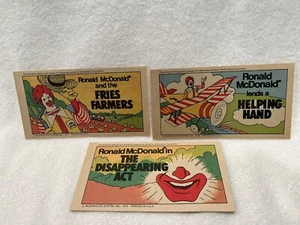 Ronald McDonald®
and the
FRIES
FARMERS
Ronald
McDonald®
lends a
HELPING
HAND
Ronald McDonald in
THE
DISAPPEARING
ACT